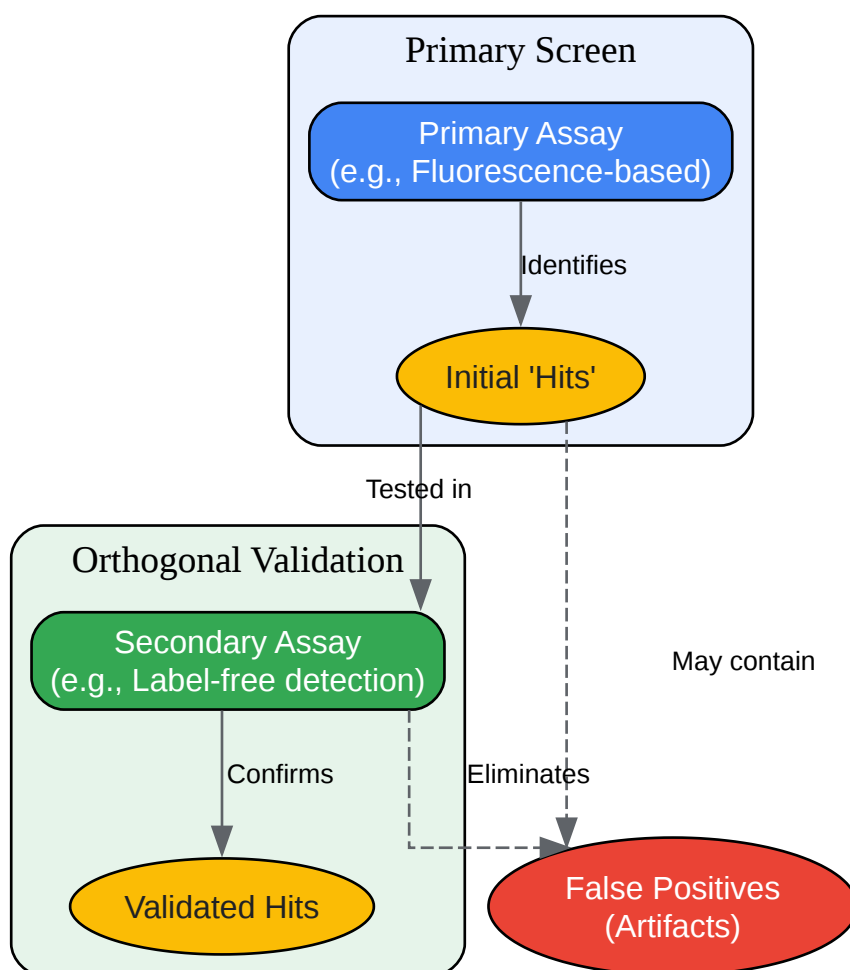 Primary Screen
Primary Assay
(e.g., Fluorescence-based)
Identifies
Initial 'Hits'
Tested in
Orthogonal Validation
Secondary Assay
(e.g., Label-free detection)
May contain
Confirms
Eliminates
Validated Hits
False Positives
(Artifacts)